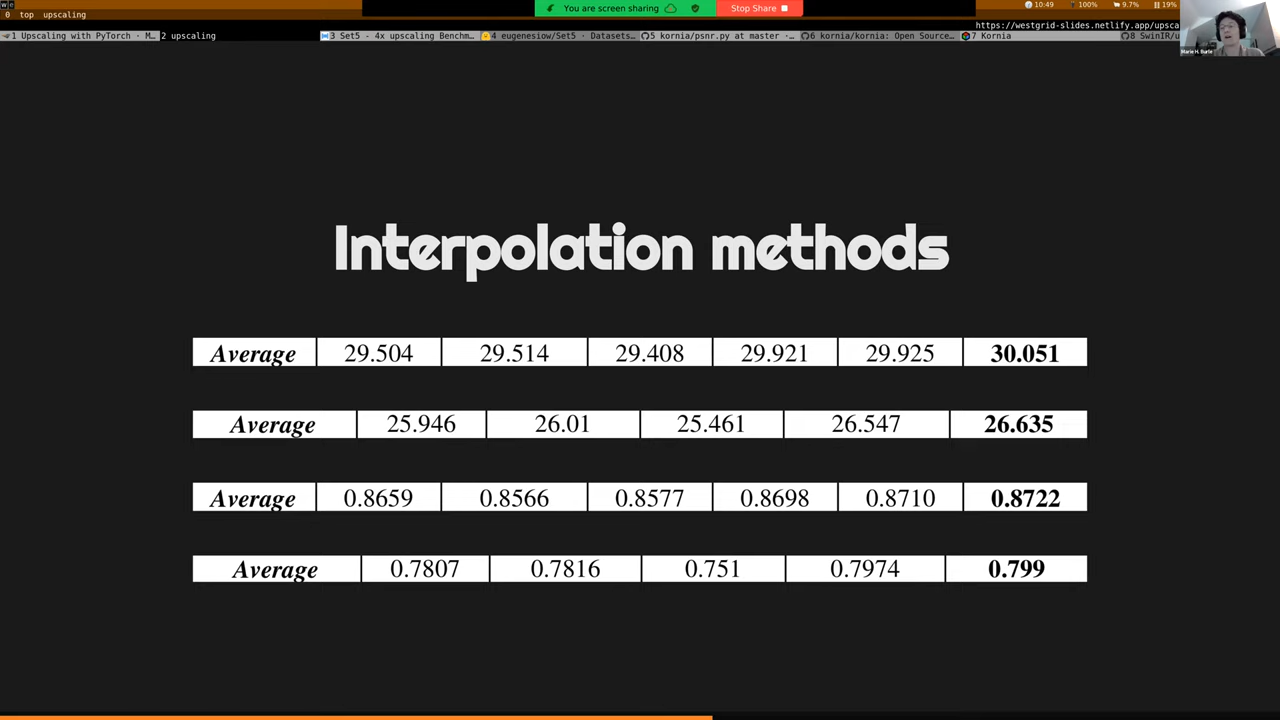 10:49 100% 9.7% 19%
You are screen sharing Stop Share
0 top upscaling
https://westgrid-slides.netlify.app/upsca
1 Upscaling with PyTorch · M... 2 upscaling 3 Set5 - 4x upscaling Benchm... 4 eugenesiow/Set5 · Datasets... 5 kornia/psnr.py at master ·... 6 kornia/kornia: Open Source... 7 Kornia 8 SwinIR/u
Marie H. Burle
Interpolation methods
Average 29.504 29.514 29.408 29.921 29.925 30.051
Average 25.946 26.01 25.461 26.547 26.635
Average 0.8659 0.8566 0.8577 0.8698 0.8710 0.8722
Average 0.7807 0.7816 0.751 0.7974 0.799